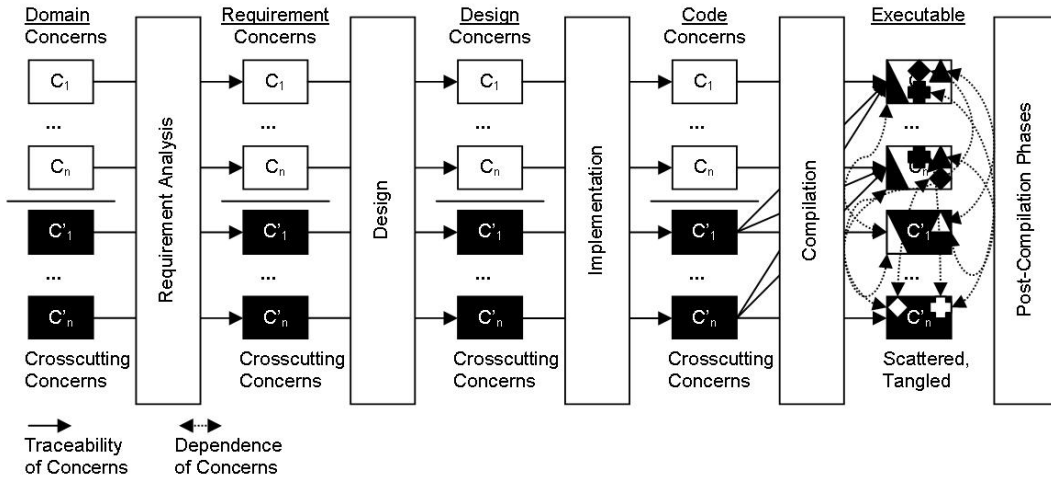 Domain
Concerns
Requirement
Concerns
Design
Concerns
Code
Concerns
Executable
C1
C1
C1
C1
C
...
...
...
...
...
Cn
Cn
Cn
Cn
Cn
C'1
C'1
C'1
C'1
C'1
...
...
...
...
...
C'n
C'n
C'n
C'n
C'n
Requirement Analysis
Design
Implementation
Compilation
Post-Compilation Phases
Crosscutting
Concerns
Crosscutting
Concerns
Crosscutting
Concerns
Crosscutting
Concerns
Scattered,
Tangled
Traceability
of Concerns
Dependence
of Concerns